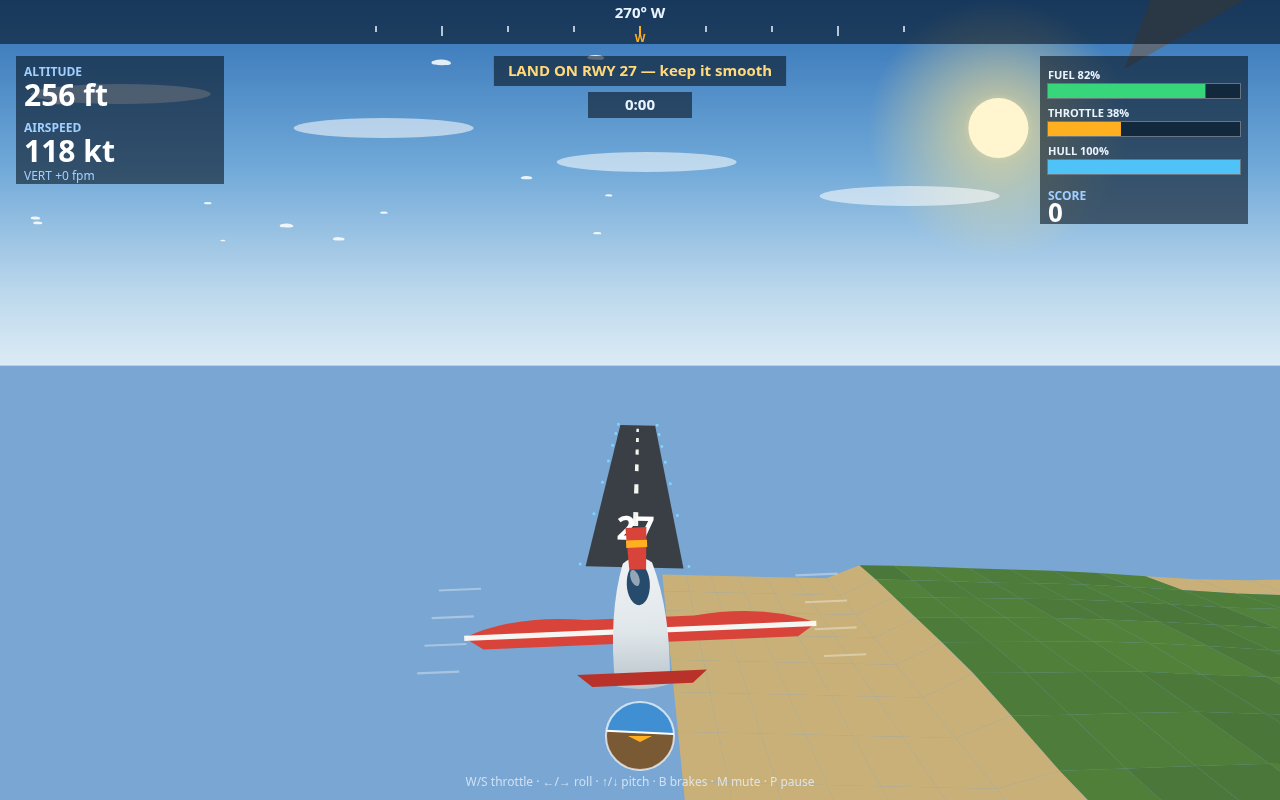 270° W
W
ALTITUDE
256 ft
AIRSPEED
118 kt
VERT +0 fpm
LAND ON RWY 27 — keep it smooth
0:00
FUEL 82%
THROTTLE 38%
HULL 100%
SCORE
0
27
W/S throttle · ←/→ roll · ↑/↓ pitch · B brakes · M mute · P pause